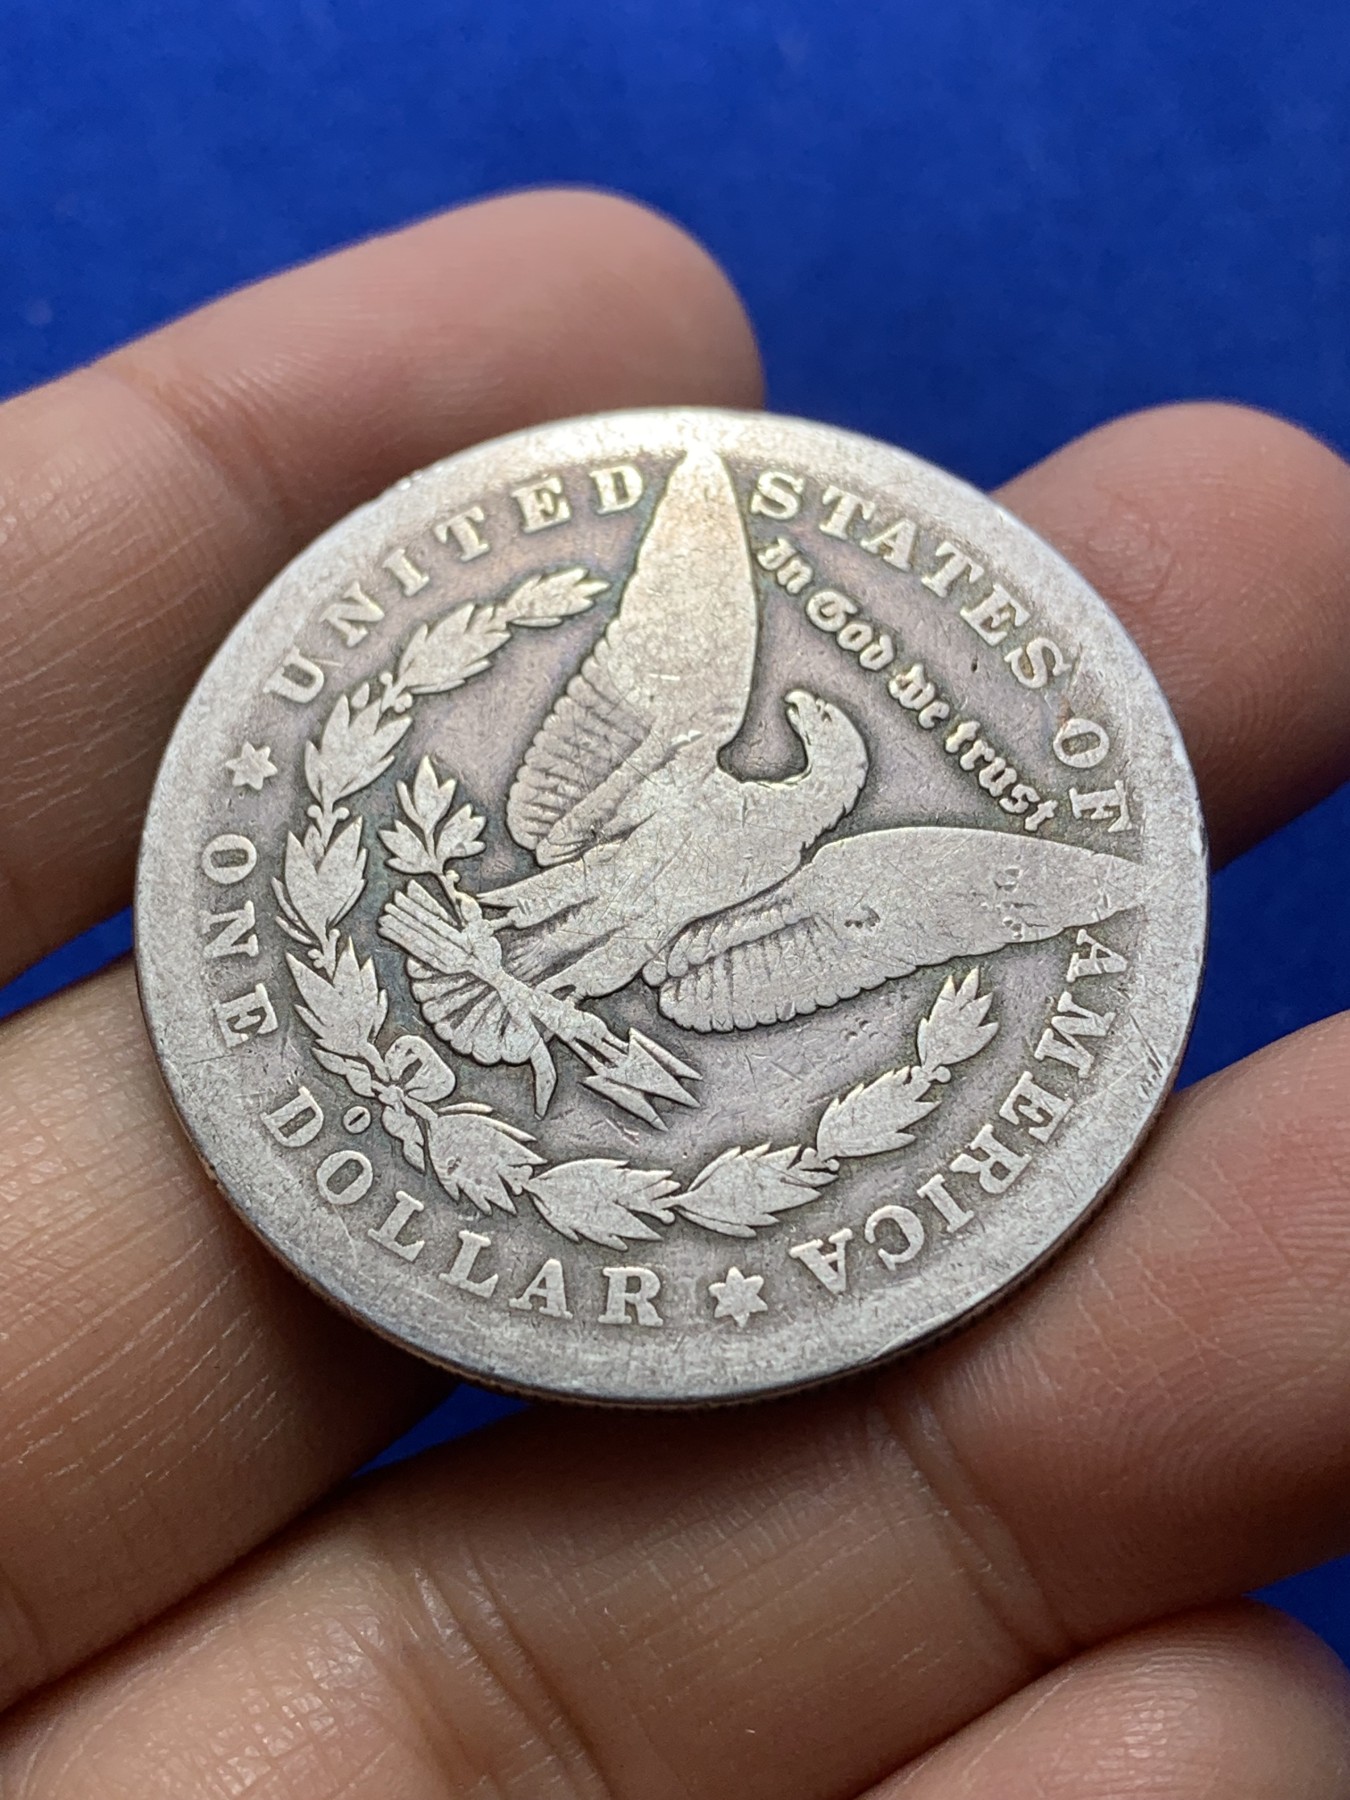 UNITED STATES OF AMERICA
In God we trust
ONE DOLLAR
O